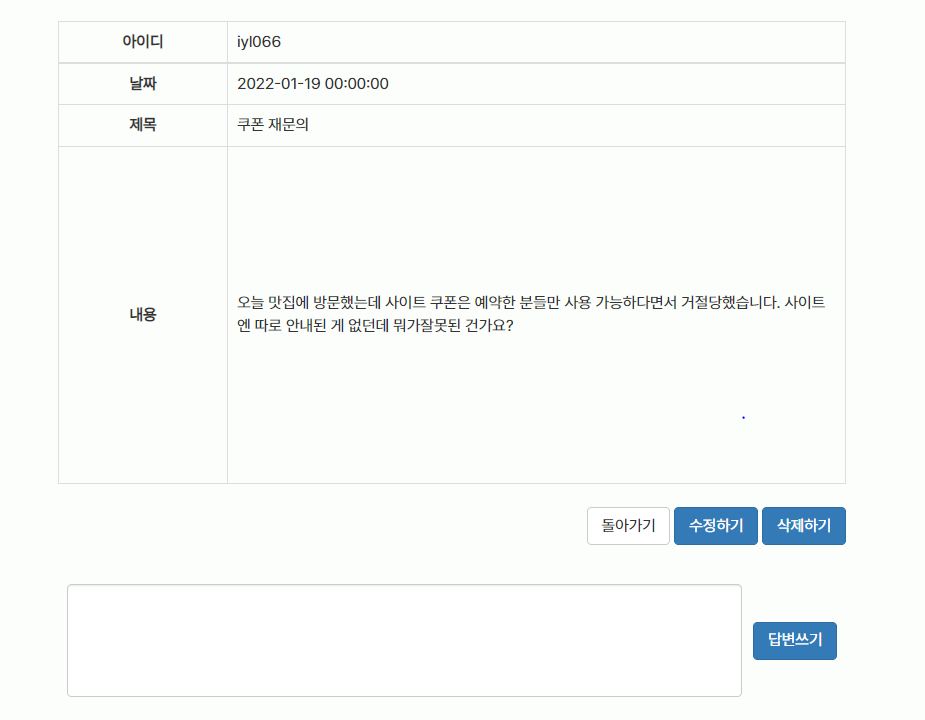 아이디 iyl066
날짜 2022-01-19 00:00:00
제목 쿠폰 재문의
내용
오늘 맛집에 방문했는데 사이트 쿠폰은 예약한 분들만 사용 가능하다면서 거절당했습니다. 사이트
엔 따로 안내된 게 없던데 뭐가잘못된 건가요?
돌아가기 수정하기 삭제하기
답변쓰기